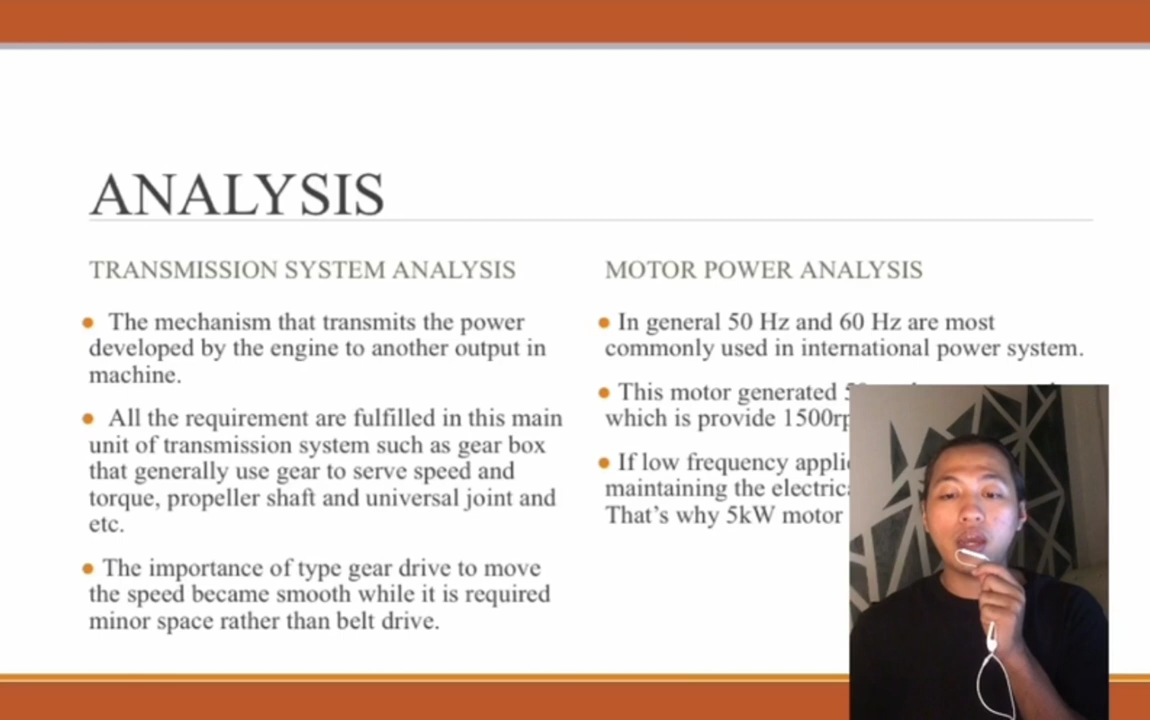 ANALYSIS
TRANSMISSION SYSTEM ANALYSIS
The mechanism that transmits the power
developed by the engine to another output in
machine.
All the requirement are fulfilled in this main
unit of transmission system such as gear box
that generally use gear to serve speed and
torque, propeller shaft and universal joint and
etc.
The importance of type gear drive to move
the speed became smooth while it is required
minor space rather than belt drive.
MOTOR POWER ANALYSIS
In general 50 Hz and 60 Hz are most
commonly used in international power system.
This motor generated
which is provide
If low frequency
maintaining the
That's why 5kW motor